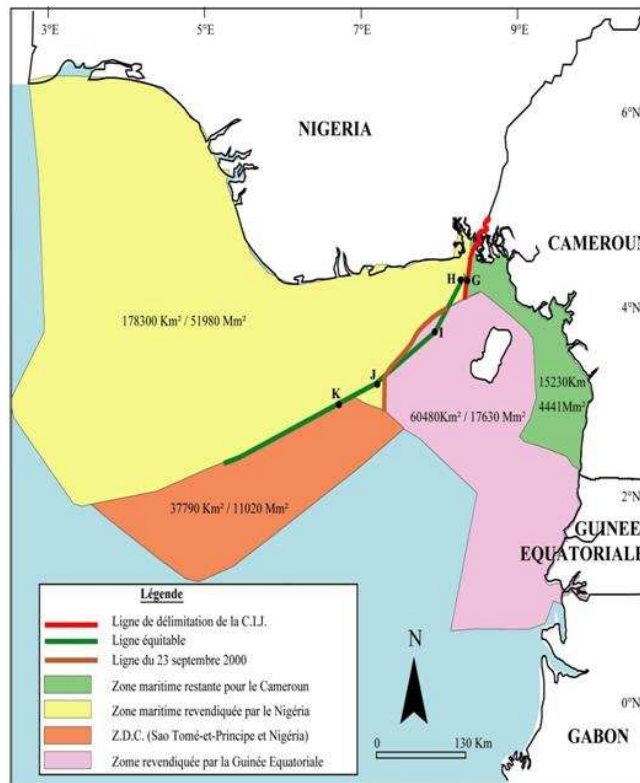 3°E
5°E
7°E
9°E
6°N
NIGERIA
CAMEROUN
H
G
4°N
178300 Km² / 51980 Mm²
I
J
K
15230Km
4441Mm²
60480Km² / 17630 Mm²
37790 Km² / 11020 Mm²
2°N
GUINEE
EQUATORIALE
Légende
Ligne de délimitation de la C.I.J.
Ligne équitable
Ligne du 23 septembre 2000
Zone maritime restante pour le Cameroun
Zone maritime revendiquée par le Nigéria
Z.D.C. (Sao Tomé-et-Principe et Nigéria)
Zome revendiquée par la Guinée Equatoriale
N
0
130 Km
0°N
GABON